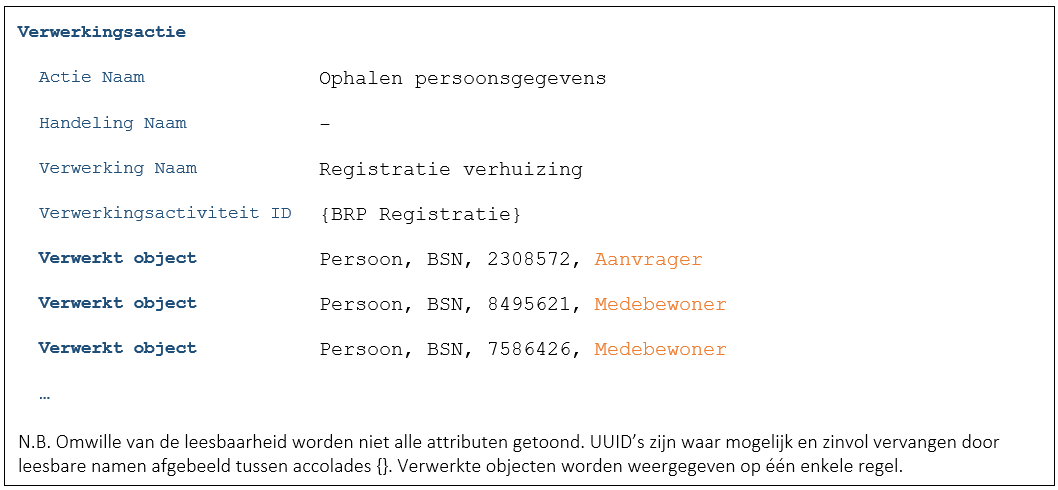 Verwerkingsactie
Actie Naam Ophalen persoonsgegevens
Handeling Naam –
Verwerking Naam Registratie verhuizing
Verwerkingsactiviteit ID {BRP Registratie}
Verwerkt object Persoon, BSN, 2308572, Aanvrager
Verwerkt object Persoon, BSN, 8495621, Medebewoner
Verwerkt object Persoon, BSN, 7586426, Medebewoner
…
N.B. Omwille van de leesbaarheid worden niet alle attributen getoond. UUID’s zijn waar mogelijk en zinvol vervangen door
leesbare namen afgebeeld tussen accolades {}. Verwerkte objecten worden weergegeven op één enkele regel.